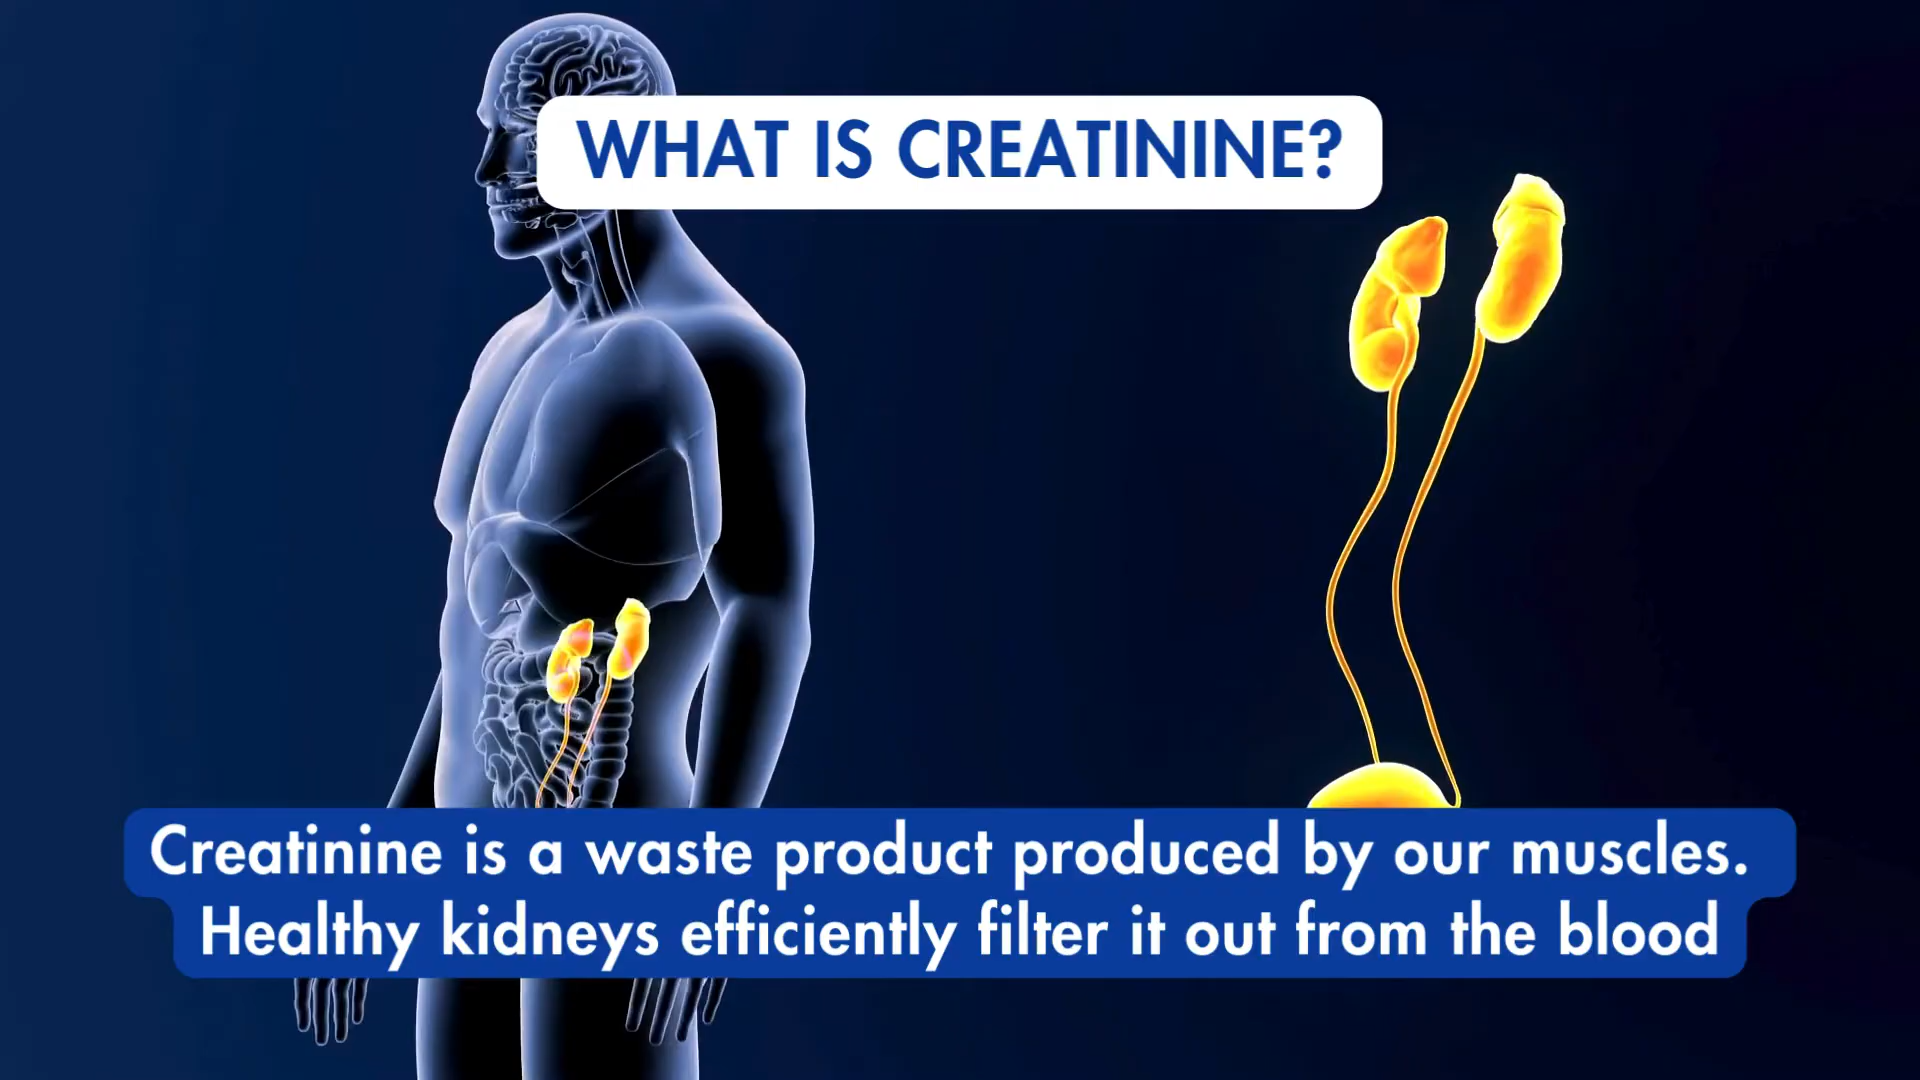 WHAT IS CREATININE?
Creatinine is a waste product produced by our muscles.
Healthy kidneys efficiently filter it out from the blood